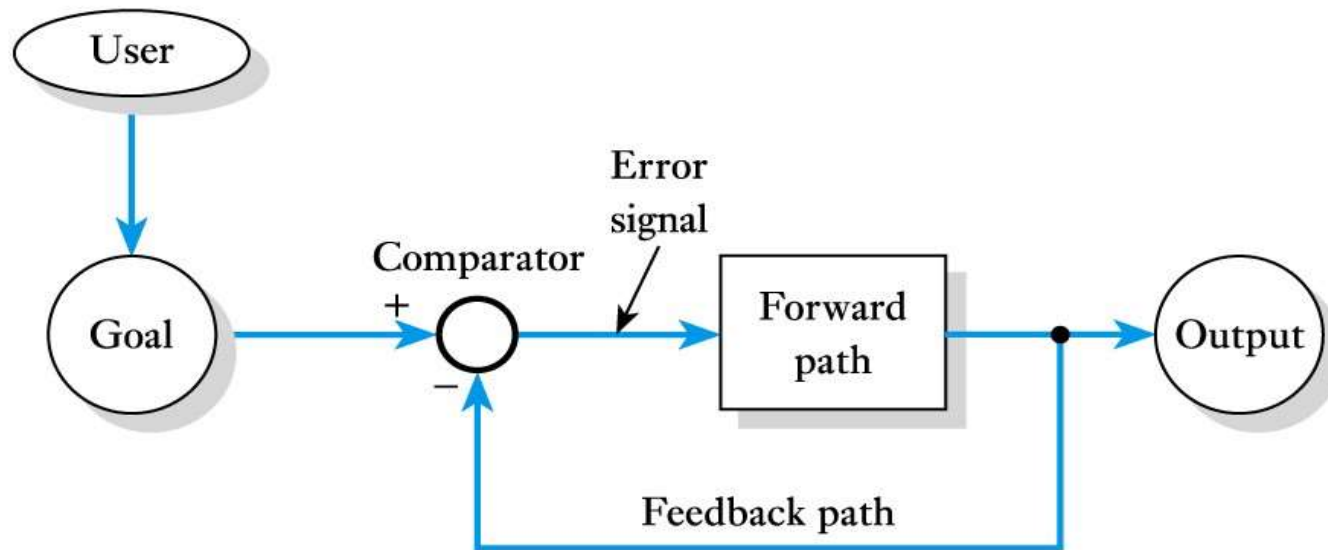 User
Error
signal
Comparator
+
Goal
Forward
path
Output
−
Feedback path